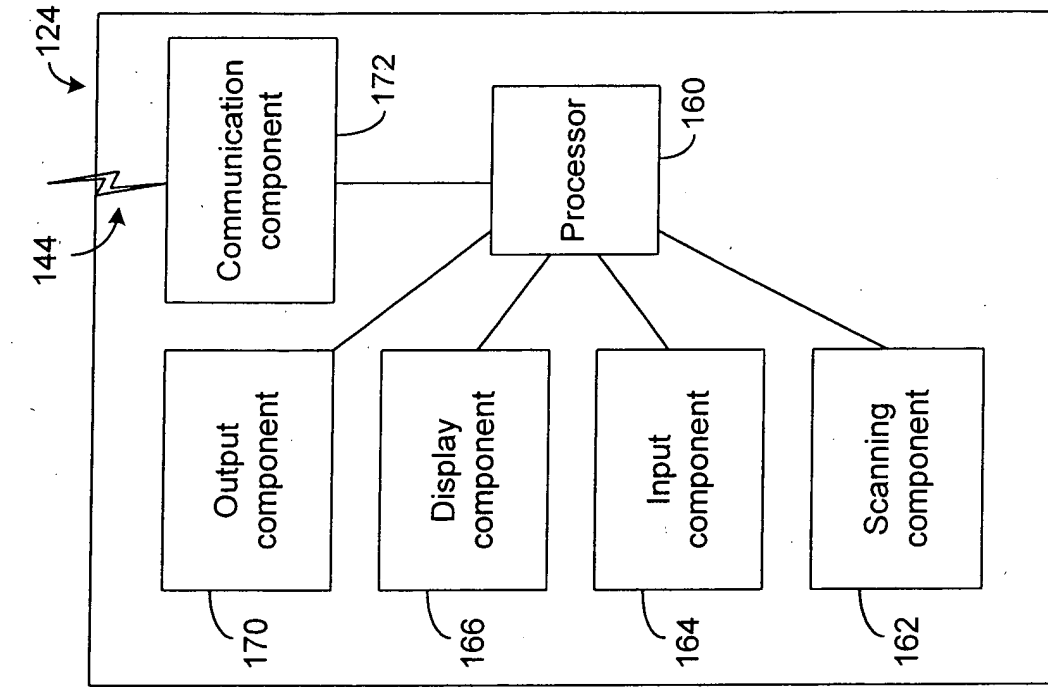 124
144
Communication
component
172
Processor
160
Output
component
170
Display
component
166
Input
component
164
Scanning
component
162